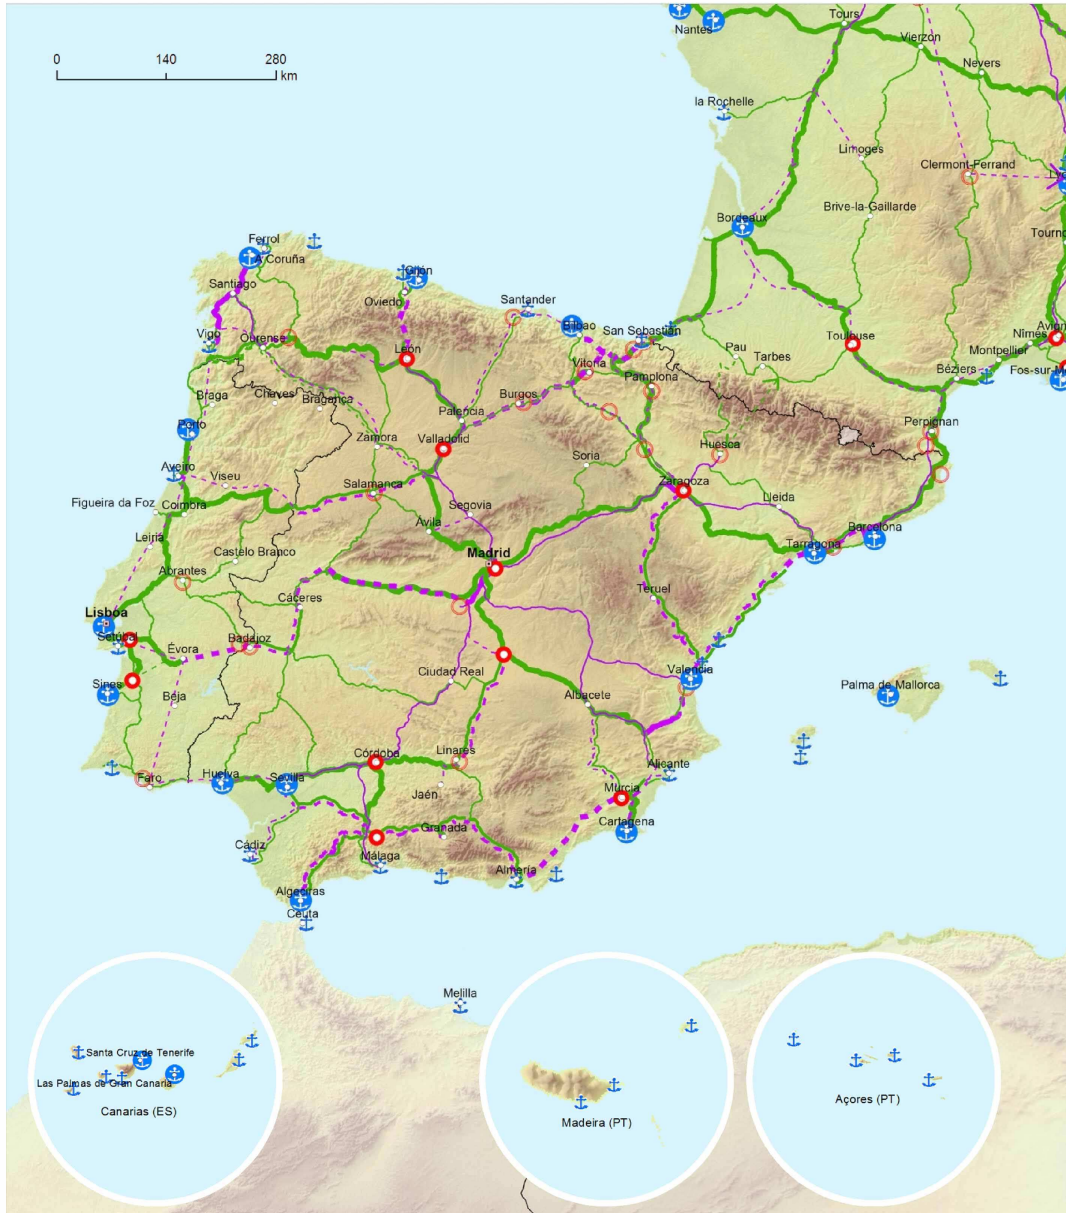 Tours
Nantes
Vierzon
Nevers
0 140 280
km
la Rochelle
Limoges
Clermont-Ferrand
Brive-la-Gaillarde
Bordeaux
Ferrol
A Coruña
Gijón
Santiago
Oviedo
Santander
Bilbao
San Sebastián
Vigo
Ourense
León
Vitoria
Pau
Toulouse
Tarbes
Nîmes
Montpellier
Béziers
Pamplona
Braga
Chaves
Bragança
Palencia
Burgos
Porto
Zamora
Valladolid
Perpignan
Huesca
Aveiro
Viseu
Soria
Salamanca
Zaragoza
Lleida
Figueira da Foz
Coimbra
Segovia
Ávila
Barcelona
Leiria
Tarragona
Castelo Branco
Madrid
Abrantes
Teruel
Cáceres
Lisboa
Setúbal
Évora
Badajoz
Ciudad Real
Valencia
Sines
Beja
Albacete
Palma de Mallorca
Córdoba
Linares
Alicante
Faro
Huelva
Sevilla
Jaén
Murcia
Granada
Cartagena
Cádiz
Málaga
Almería
Algeciras
Ceuta
Melilla
Santa Cruz de Tenerife
Las Palmas de Gran Canaria
Canarias (ES)
Madeira (PT)
Açores (PT)